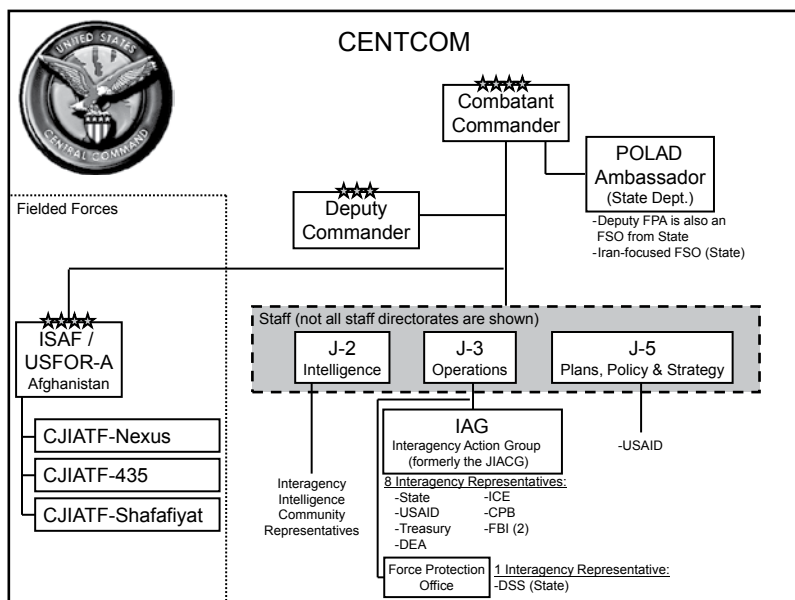 CENTCOM
UNITED STATES
CENTRAL COMMAND
Combatant
Commander
POLAD
Ambassador
(State Dept.)
-Deputy FPA is also an
FSO from State
-Iran-focused FSO (State)
Deputy
Commander
Fielded Forces
ISAF /
USFOR-A
Afghanistan
CJIATF-Nexus
CJIATF-435
CJIATF-Shafafiyat
Staff (not all staff directorates are shown)
J-2
Intelligence
J-3
Operations
J-5
Plans, Policy & Strategy
IAG
Interagency Action Group
(formerly the JIACG)
-USAID
Interagency
Intelligence
Community
Representatives
8 Interagency Representatives:
-State
-USAID
-Treasury
-DEA
-ICE
-CPB
-FBI (2)
Force Protection
Office
1 Interagency Representative:
-DSS (State)